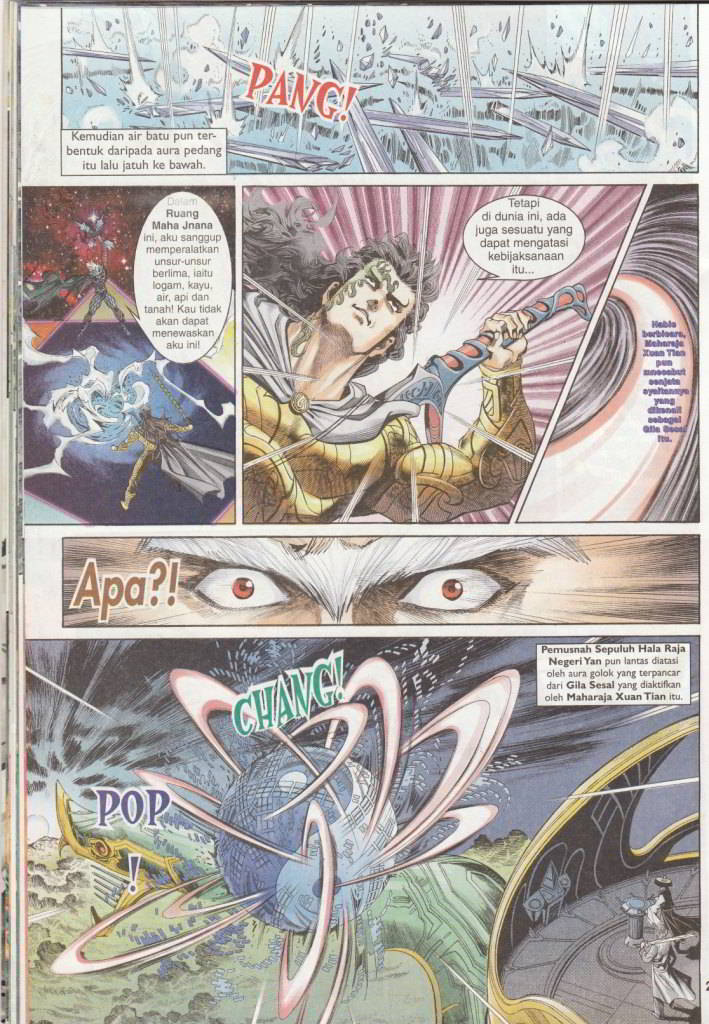 PANG!
Kemudian air batu pun ter-
bentuk daripada aura pedang
itu lalu jatuh ke bawah.
Dalam
Ruang
Maha Jnana
ini, aku sanggup
memperalatkan
unsur-unsur
berlima, iaitu
logam, kayu,
air, api dan
tanah! Kau tidak
akan dapat
menewaskan
aku ini!
Tetapi
di dunia ini, ada
juga sesuatu yang
dapat mengatasi
kebijaksanaan
itu...
Habis
berbicara,
Maharaja
Xuan Tian
pun
mencabut
senjata
syaitannya
yang
dikenali
sebagai
Gila Sesal
itu.
Apa?!
Pemusnah Sepuluh Hala Raja
Negeri Yan pun lantas diatasi
oleh aura golok yang terpancar
dari Gila Sesal yang diaktifkan
oleh Maharaja Xuan Tian itu.
CHANG!
POP
!
2